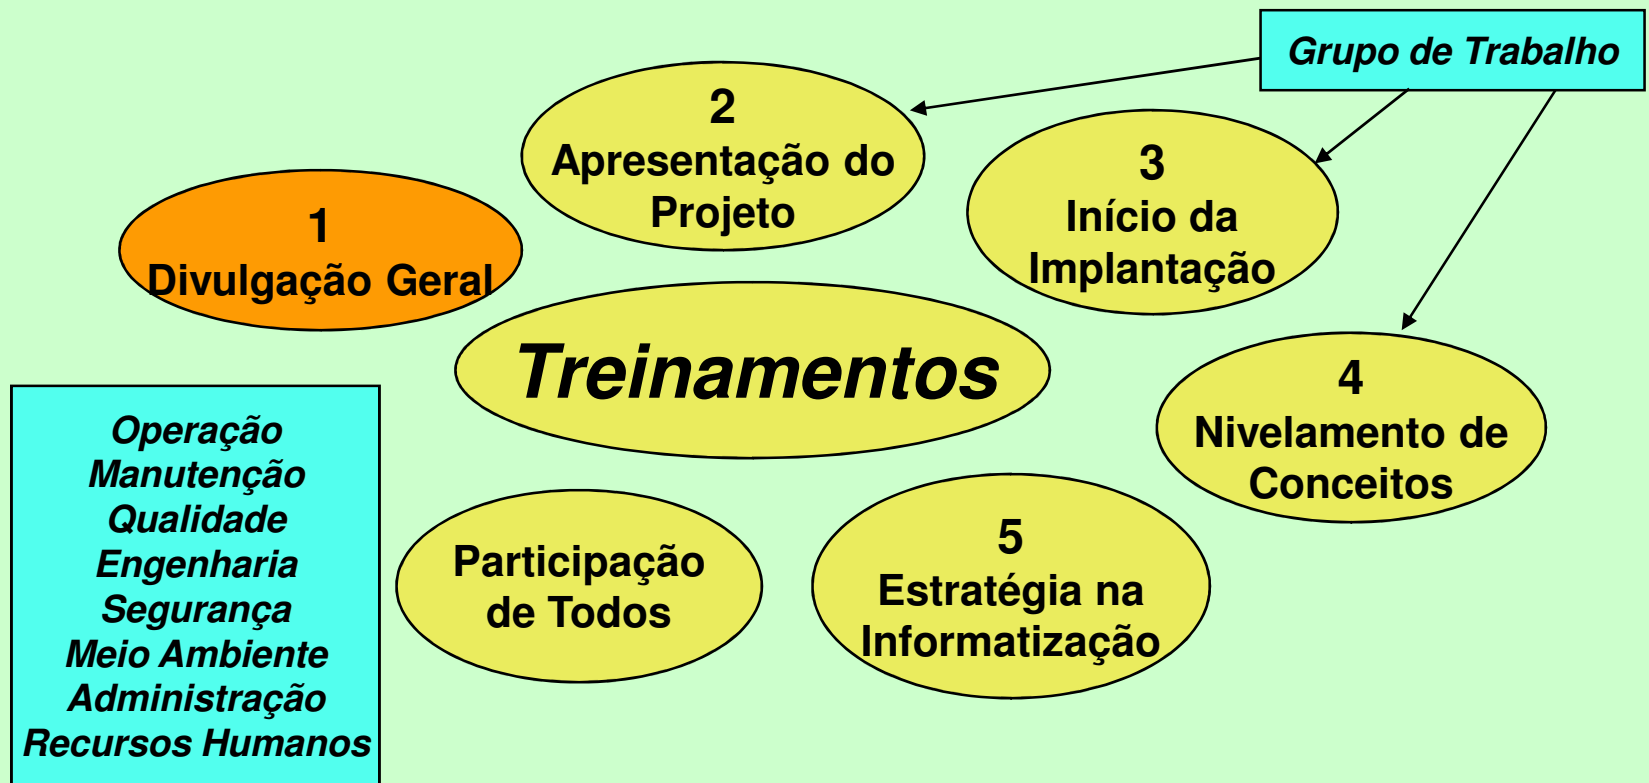 Grupo de Trabalho
2
Apresentação do
Projeto
3
Início da
Implantação
1
Divulgação Geral
Treinamentos
4
Nivelamento de
Conceitos
Operação
Manutenção
Qualidade
Engenharia
Segurança
Meio Ambiente
Administração
Recursos Humanos
Participação
de Todos
5
Estratégia na
Informatização